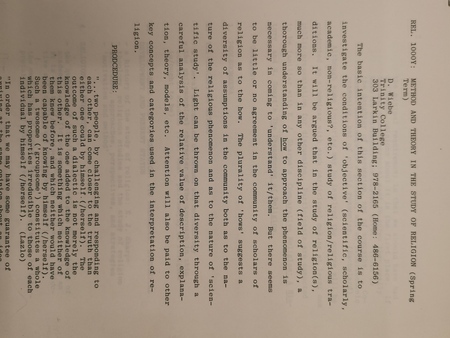 REL. 1000Y: METHOD AND THEORY IN THE STUDY OF RELIGION (Spring
Term)
D. Wiebe
Trinity College
303 Larkin Building; 978-2165 (Home: 486-6156)
The basic intention of this section of the course is to
investigate the conditions of 'objective' (scientific, scholarly,
academic, non-religious?, etc.) study of religion/religious tra-
ditions. It will be argued that in the study of religion(s),
much more so than in any other discipline (field of study), a
thorough understanding of how to approach the phenomenon is
necessary in coming to 'understand' it/them. But there seems
to be little or no agreement in the community of scholars of
religion as to the how. The plurality of 'hows' suggests a
diversity of assumptions in the community both as to the na-
ture of the religious phenomenon and as to the nature of 'scien-
tific study'. Light can be thrown on that diversity through a
careful analysis of the relative value of description, explana-
tion, theory, models, etc. Attention will also be paid to other
key concepts and categories used in the interpretation of re-
ligion.
PRODCEDURE:
"...two people, by challenging and responding to
each other, can come closer to the truth than
either one could by himself (/herself). The
outcome of such a dialectic is not merely the
knowledge of the one added to the knowledge of
this other. It is something which neither of
them knew before, and which neither would have
been capable of knowing by himself (/herself).
Such a twosome ('groupsome') constitutes a whole
which has properties irreducible to those of each
individual by himself (/herself). (Lazlo)
"In order that we may have some guarantee of